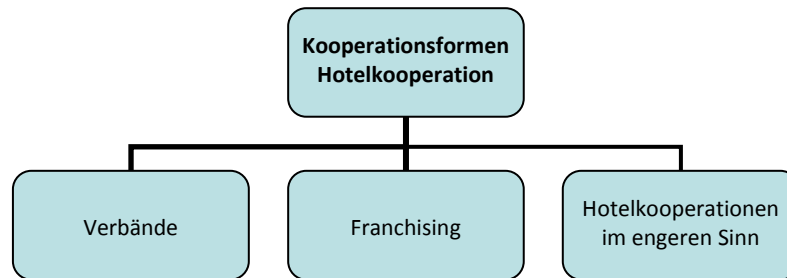 Kooperationsformen
Hotelkooperation
Verbände
Franchising
Hotelkooperationen
im engeren Sinn